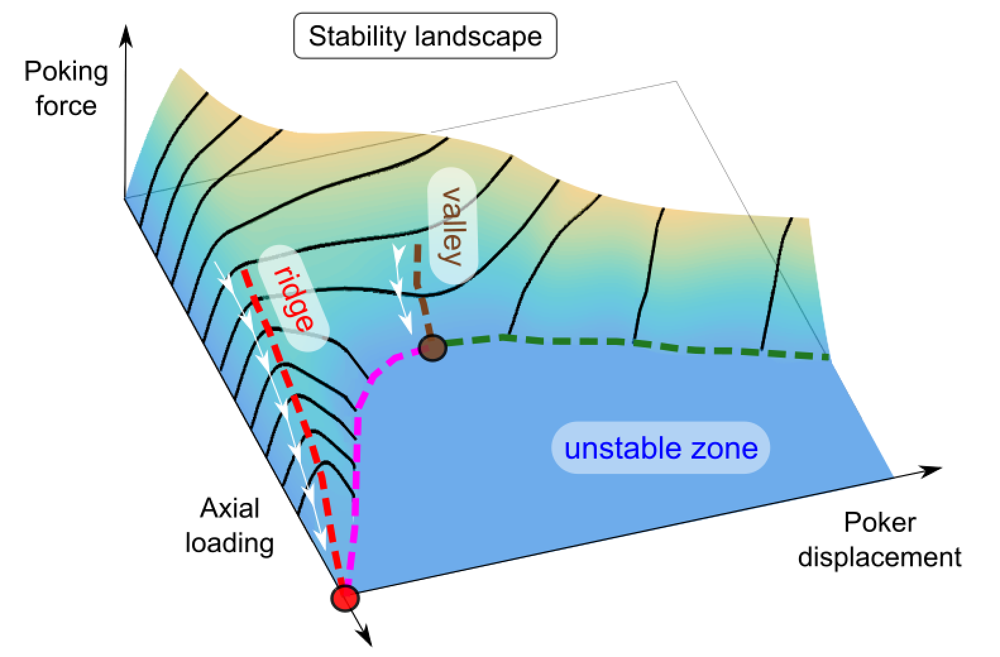 Stability landscape
Poking
force
valley
ridge
unstable zone
Axial
loading
Poker
displacement